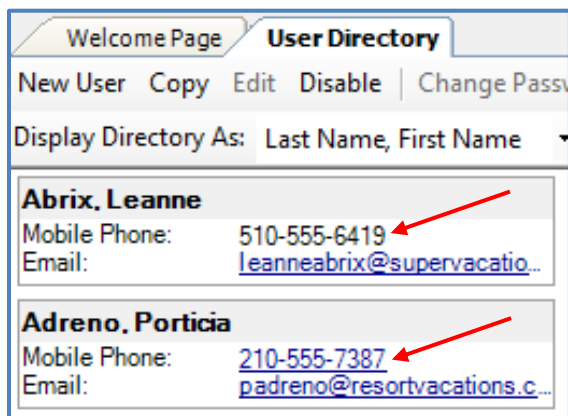 Welcome Page User Directory
New User Copy Edit Disable | Change Passw
Display Directory As: Last Name, First Name
Abrix, Leanne
Mobile Phone: 510-555-6419
Email: leanneabrix@supervacatio...
Adreno, Porticia
Mobile Phone: 210-555-7387
Email: padreno@resortvacations.c...